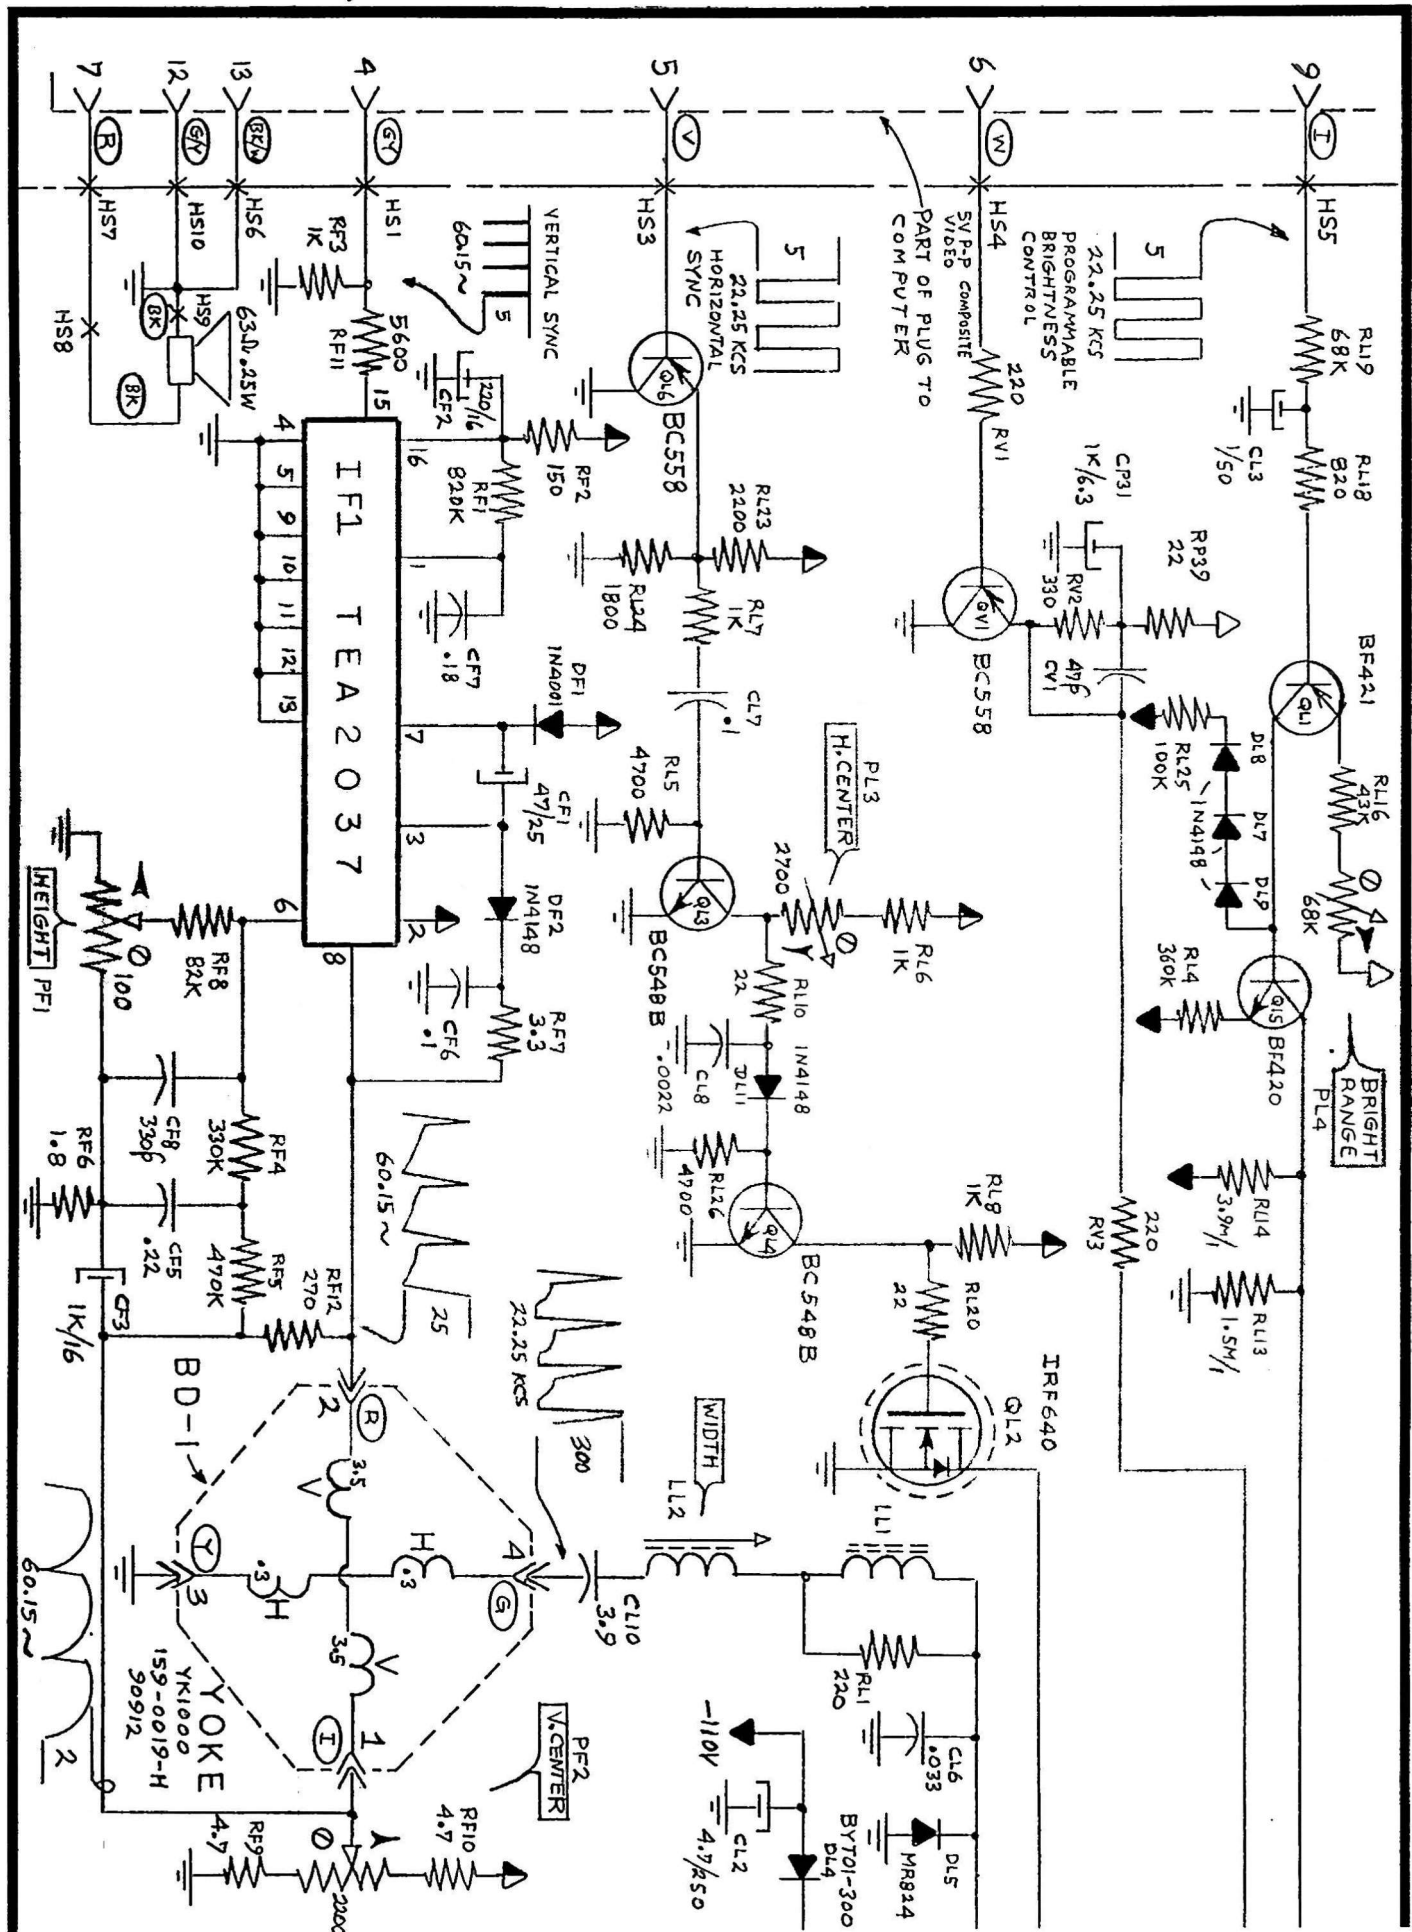 9
I
HS5
5
22.25 KCS
PROGRAMMABLE
BRIGHTNESS
CONTROL
RL19
68K
CL3
1/50
RL18
820
BF421
QL1
RL16
43K
68K
BRIGHT
RANGE
PL4
DL8
DL7
DL9
1N4148
RL25
100K
Q15
BF420
RL4
360K
RL14
3.9M/1
RL13
1.5M/1
6
W
HS4
5V P-P COMPOSITE
VIDEO
PART OF PLUG TO
COMPUTER
220
RV1
CP31
1K/6.3
RP39
22
RV2
330
QV1
BC558
47p
CV1
220
RV3
5
V
HS3
5
22.25 KCS
HORIZONTAL
SYNC
QL6
BC558
RL23
2200
RL24
1800
RL7
1K
CL7
.1
RL5
4700
PL3
H.CENTER
2700
RL6
1K
QL3
BC548B
RL10
22
CL8
.0022
DL11
1N4148
RL26
4700
QL4
BC548B
RL8
1K
RL20
22
IRF640
QL2
LL1
WIDTH
LL2
RL1
220
CL6
.033
DL5
MR824
-110V
CL2
4.7/250
BYT01-300
DL4
4
GY
HS1
VERTICAL SYNC
60.15~
5
RF3
1K
5600
RF11
220/16
CF2
RF2
150
RF1
820K
CF7
.18
DF1
1N4001
CF1
47/25
DF2
1N4148
CF6
.1
RF7
3.3
15
16
1
7
3
2
IF1 TEA2037
4
5
9
10
11
12
13
6
8
13
BK/W
HS6
12
GY
HS10
7
R
HS7
HS9
BK
HS8
BK
63Ω.25W
HEIGHT
PF1
100
RF8
82K
CF8
330p
RF4
330K
RF6
1.8
CF5
.22
RF5
470K
CF3
1K/16
RF12
270
60.15~
25
22.25 KCS
300
BD-1
2
R
3.5
V
H
.3
4
G
CL10
3.9
Y
3
.3
H
3.5
V
1
I
YOKE
YK1000
159-0019-H
90912
60.15~
2
PF2
V.CENTER
RF10
4.7
RF9
4.7
2200